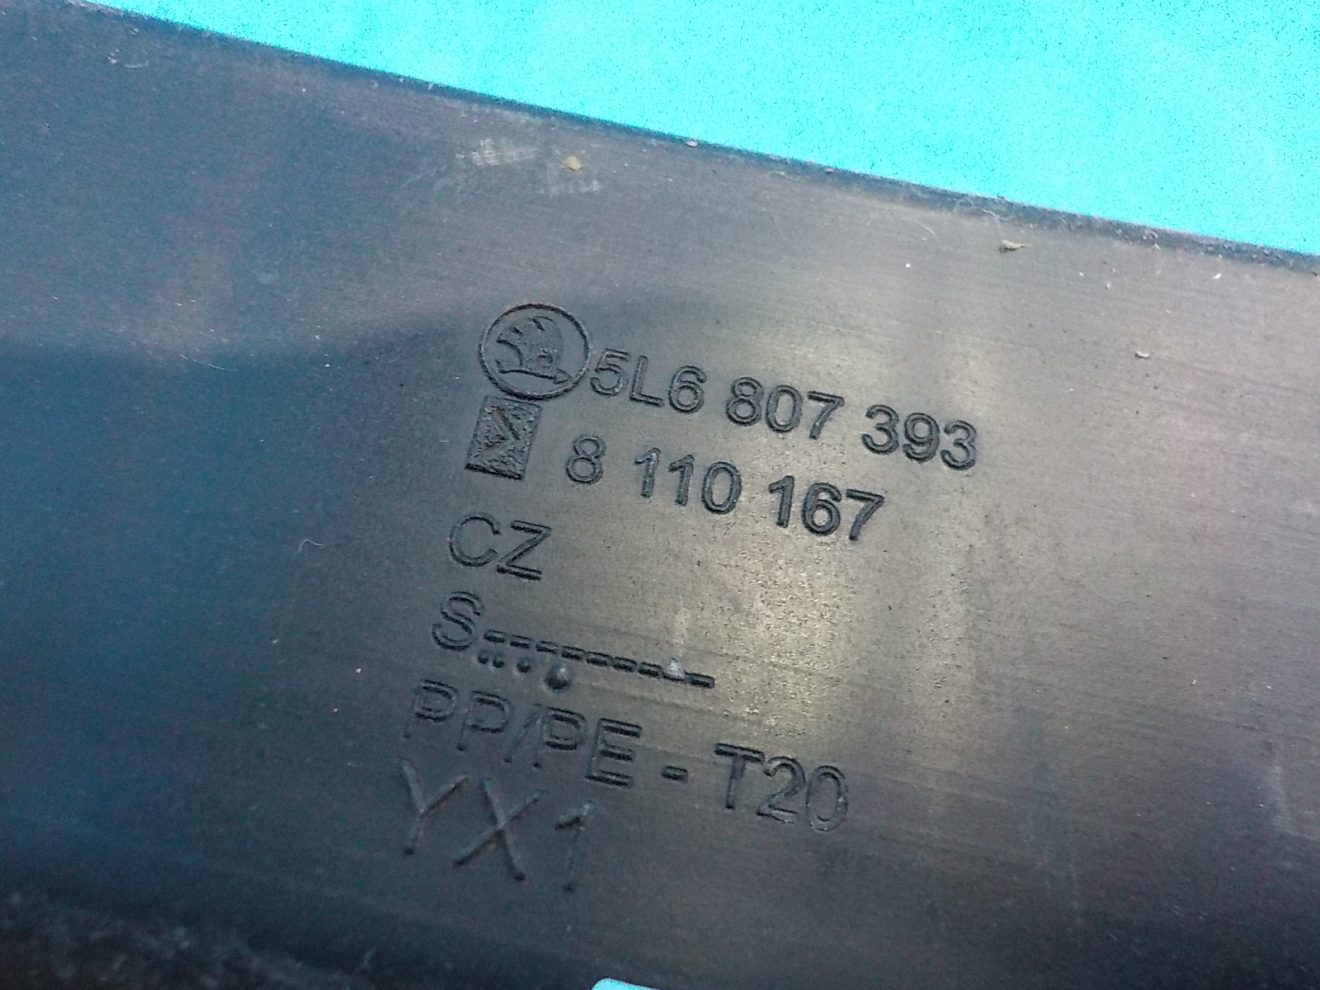 5L6 807 393
8 110 167
CZ
S
PP/PE - T20
YX1